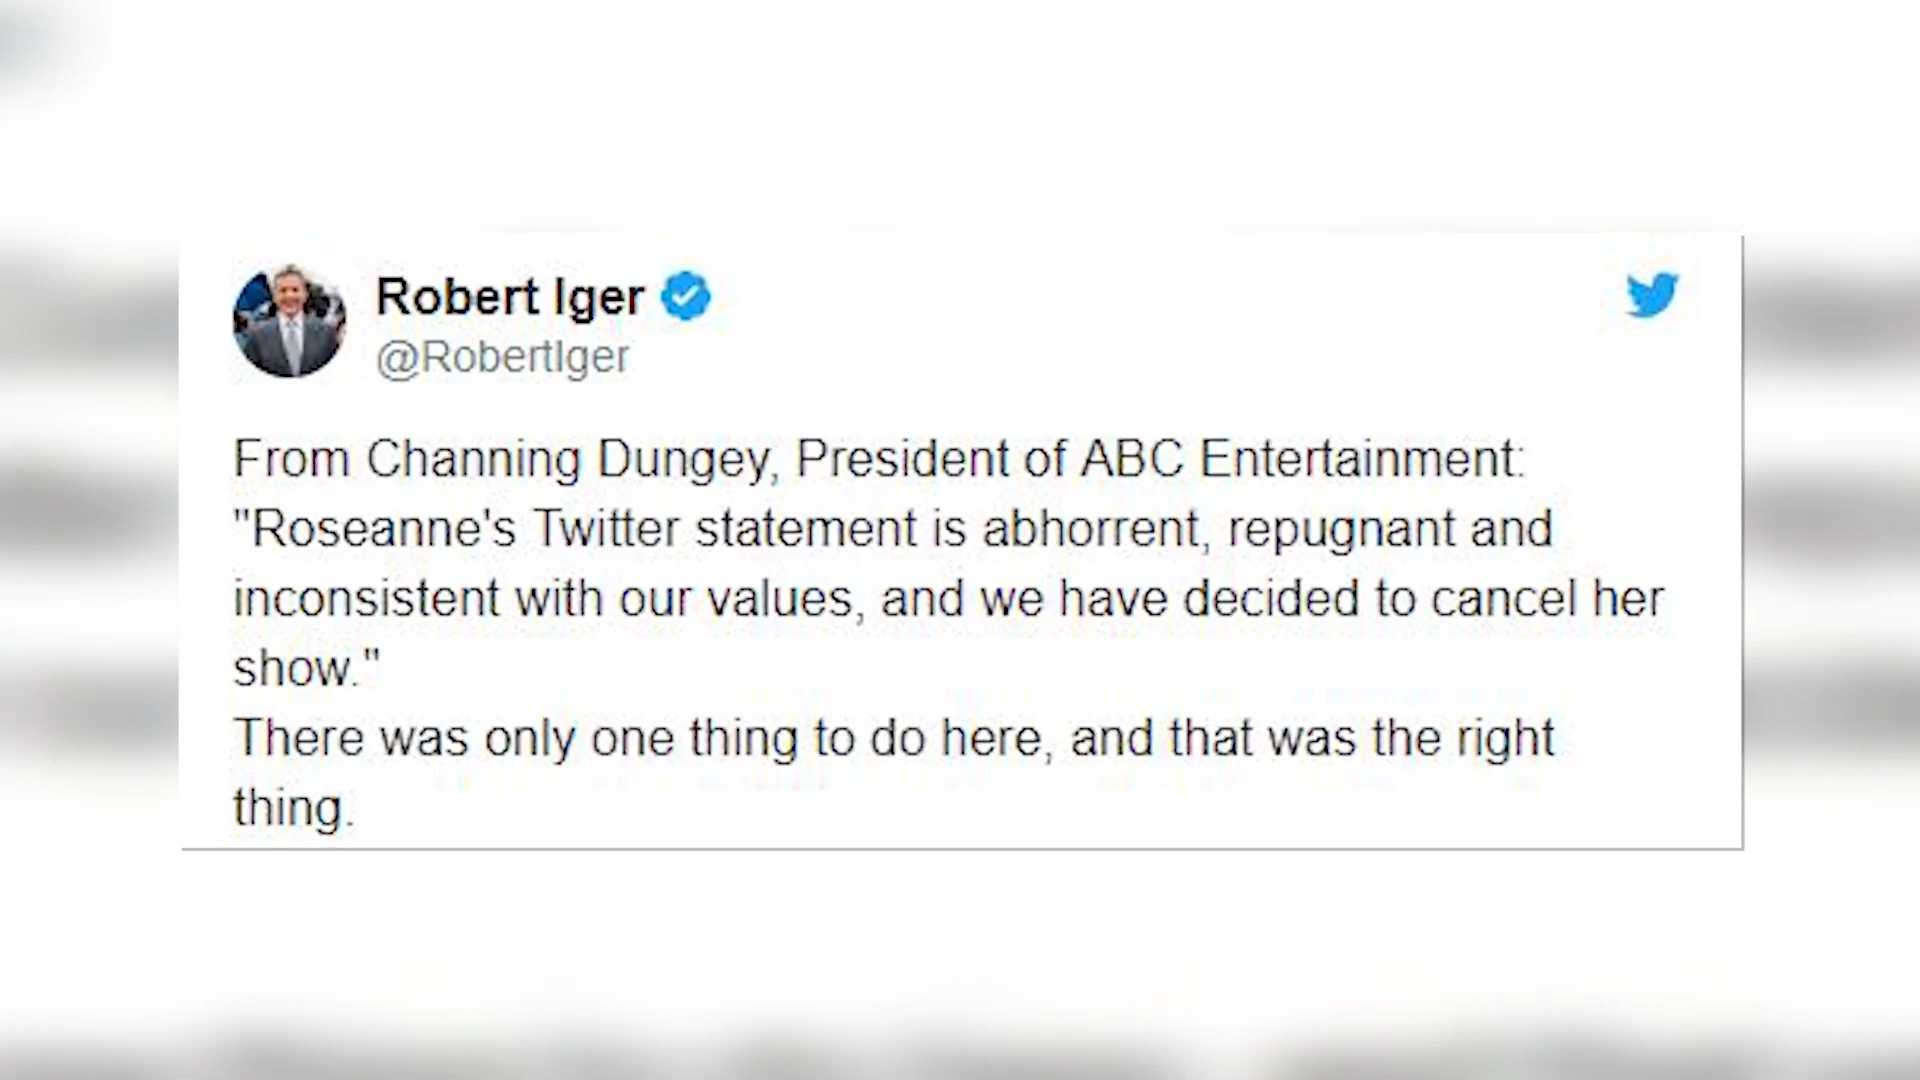 Robert Iger
@RobertIger
From Channing Dungey, President of ABC Entertainment:
"Roseanne's Twitter statement is abhorrent, repugnant and
inconsistent with our values, and we have decided to cancel her
show."
There was only one thing to do here, and that was the right
thing.